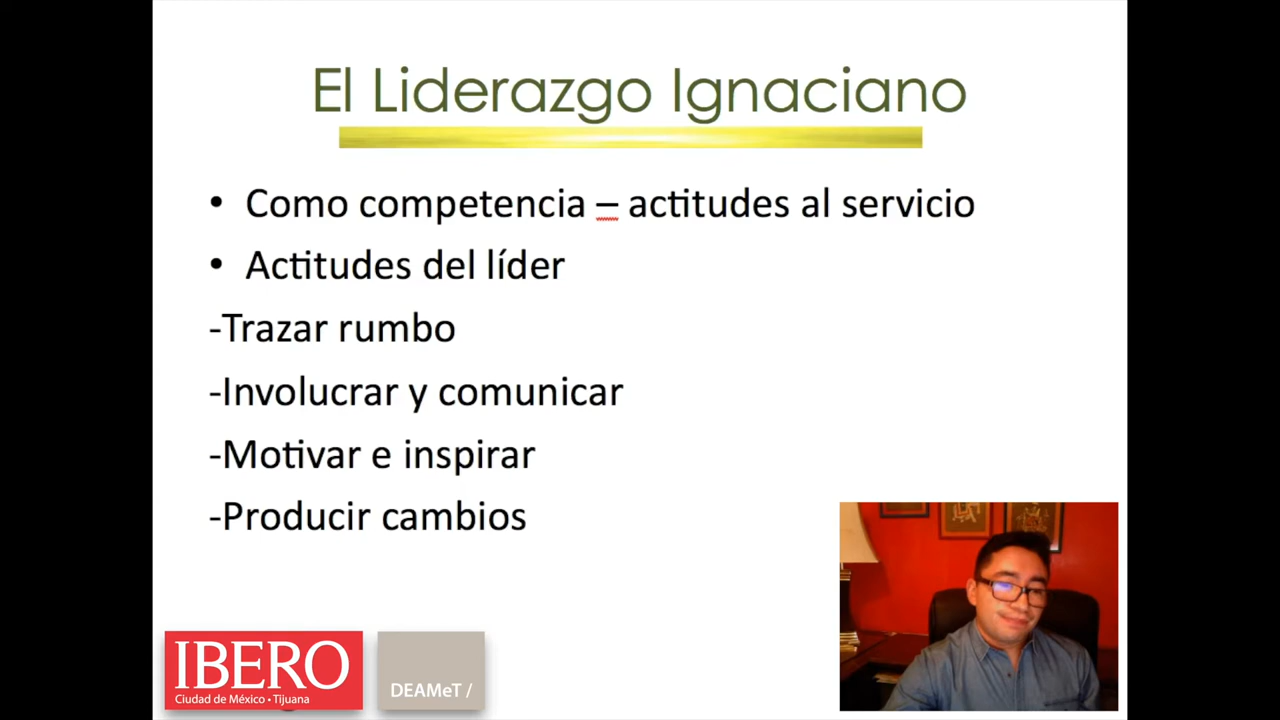 El Liderazgo Ignaciano
• Como competencia – actitudes al servicio
• Actitudes del líder
-Trazar rumbo
-Involucrar y comunicar
-Motivar e inspirar
-Producir cambios
IBERO
Ciudad de México • Tijuana
DEAMeT /